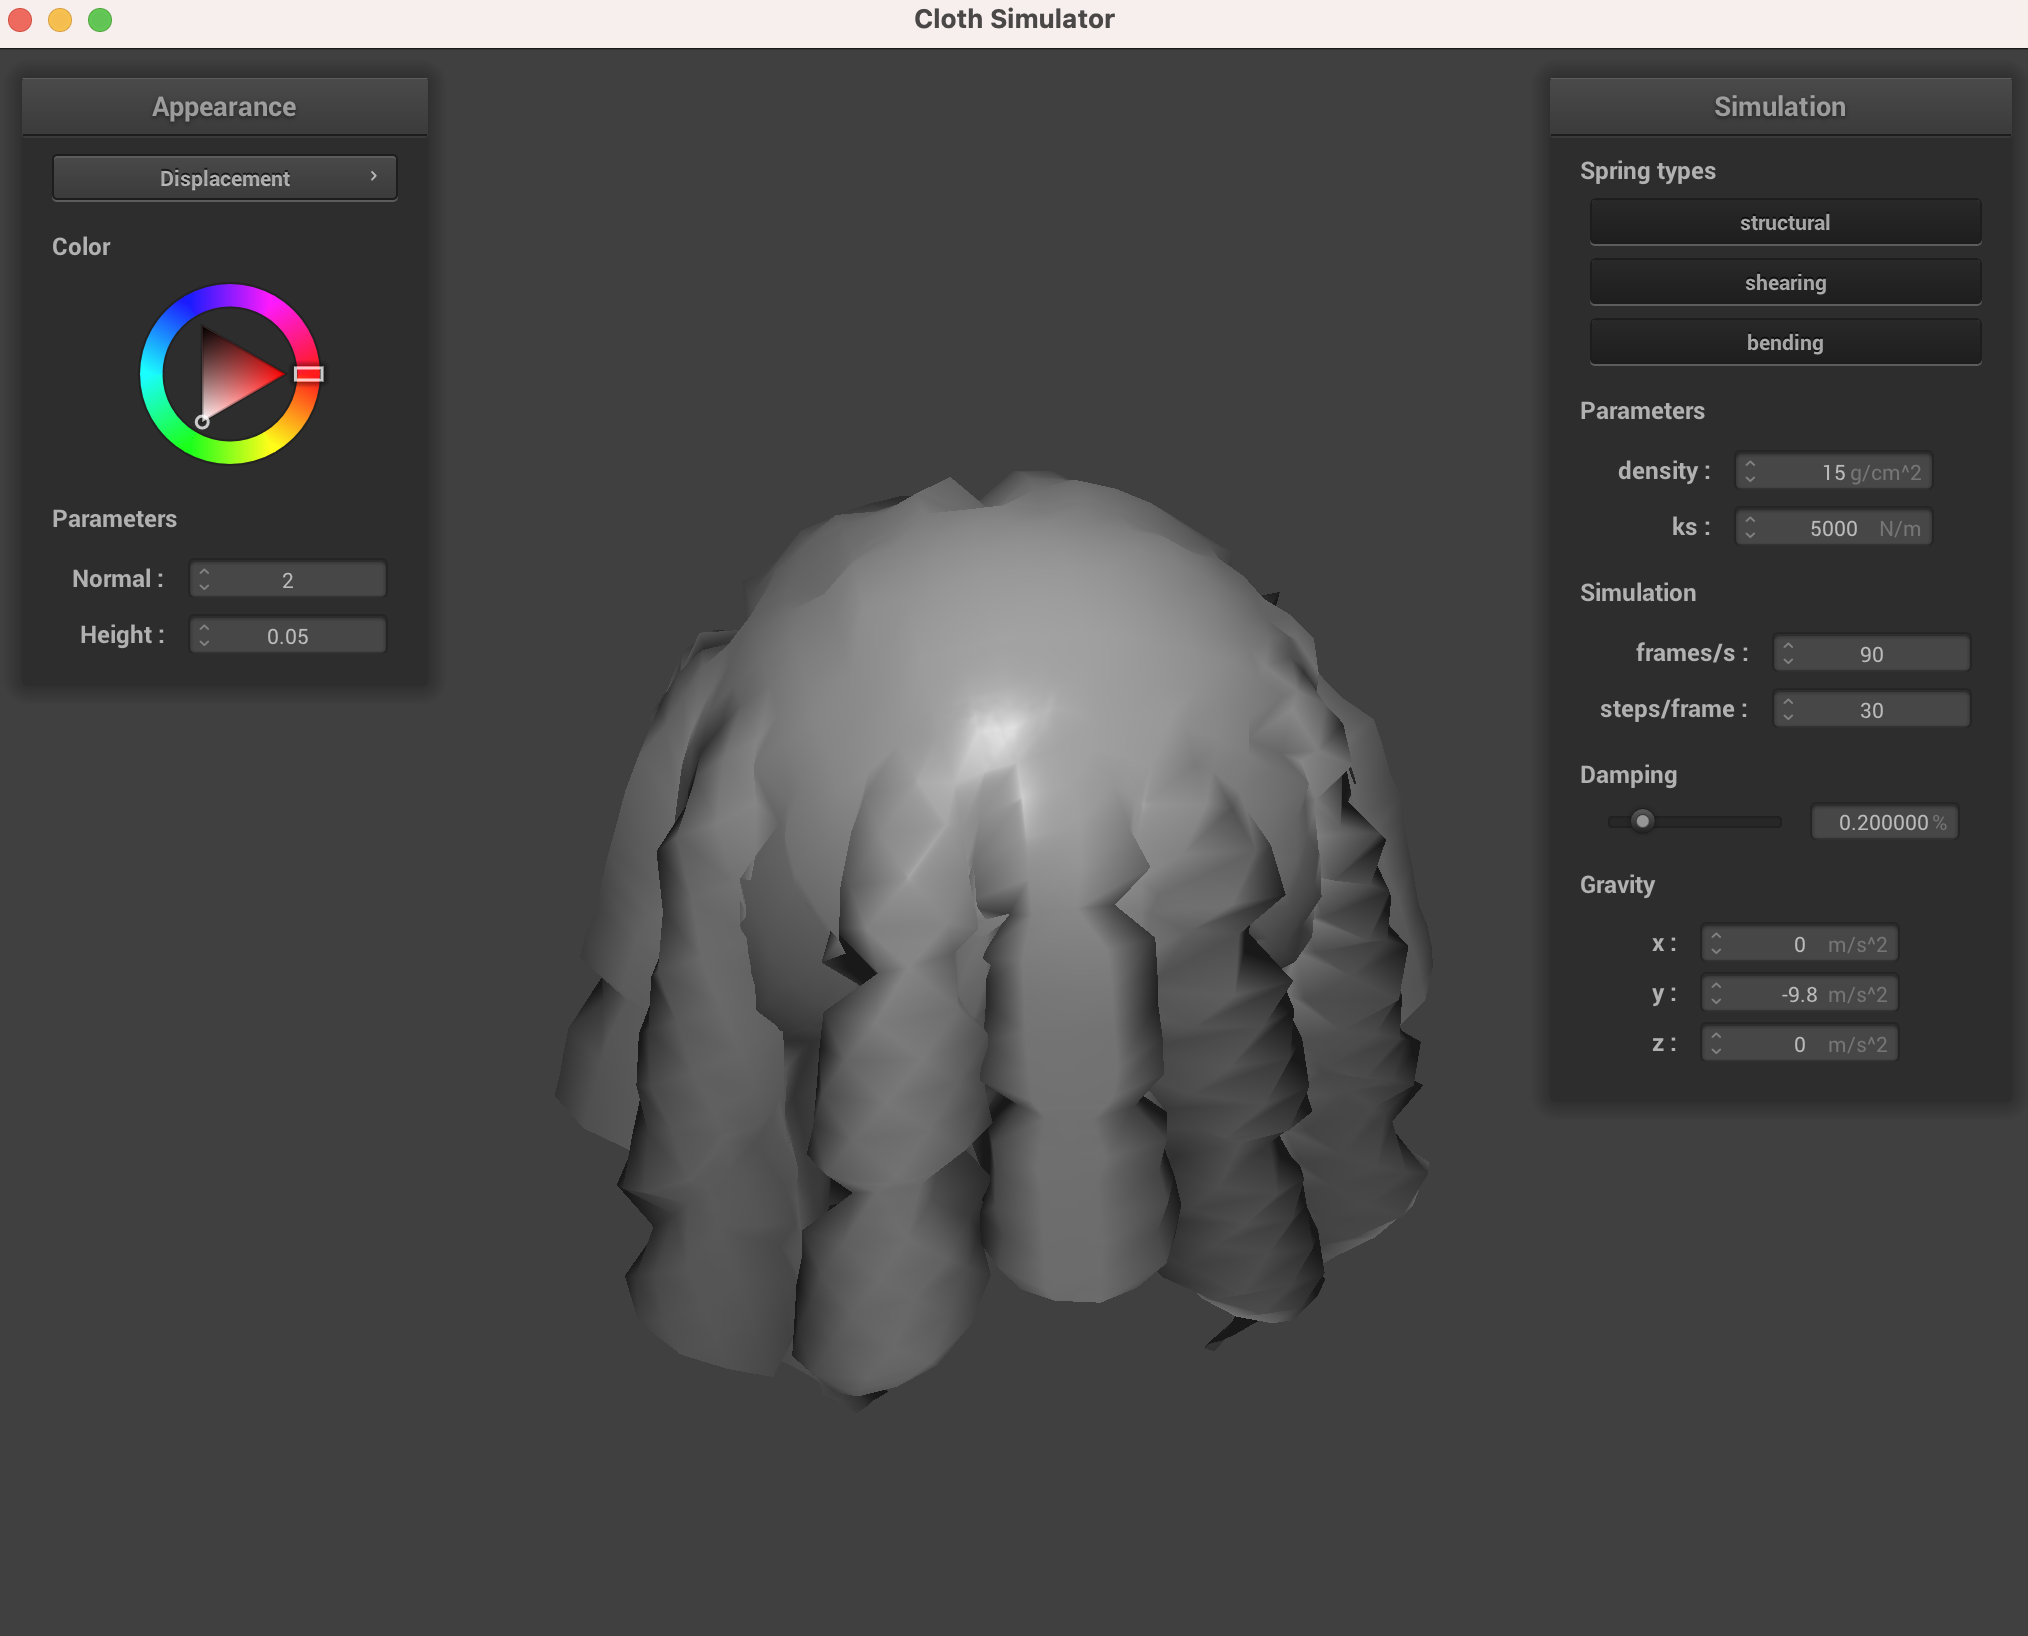 Cloth Simulator
Appearance
Displacement
Color
Parameters
Normal : 2
Height : 0.05
Simulation
Spring types
structural
shearing
bending
Parameters
density : 15 g/cm^2
ks : 5000 N/m
Simulation
frames/s : 90
steps/frame : 30
Damping
0.200000 %
Gravity
x : 0 m/s^2
y : -9.8 m/s^2
z : 0 m/s^2